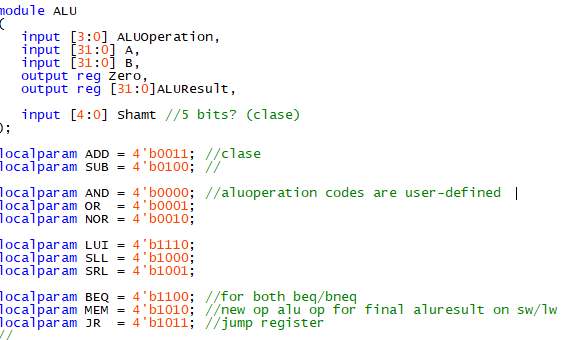 module ALU
(
input [3:0] ALUOperation,
input [31:0] A,
input [31:0] B,
output reg Zero,
output reg [31:0]ALUResult,
input [4:0] Shamt //5 bits? (clase)
);
localparam ADD = 4'b0011; //clase
localparam SUB = 4'b0100; //
localparam AND = 4'b0000; //aluoperation codes are user-defined
localparam OR  = 4'b0001;
localparam NOR = 4'b0010;
localparam LUI = 4'b1110;
localparam SLL = 4'b1000;
localparam SRL = 4'b1001;
localparam BEQ = 4'b1100; //for both beq/bneq
localparam MEM = 4'b1010; //new op alu op for final aluresult on sw/lw
localparam JR  = 4'b1011; //jump register
//